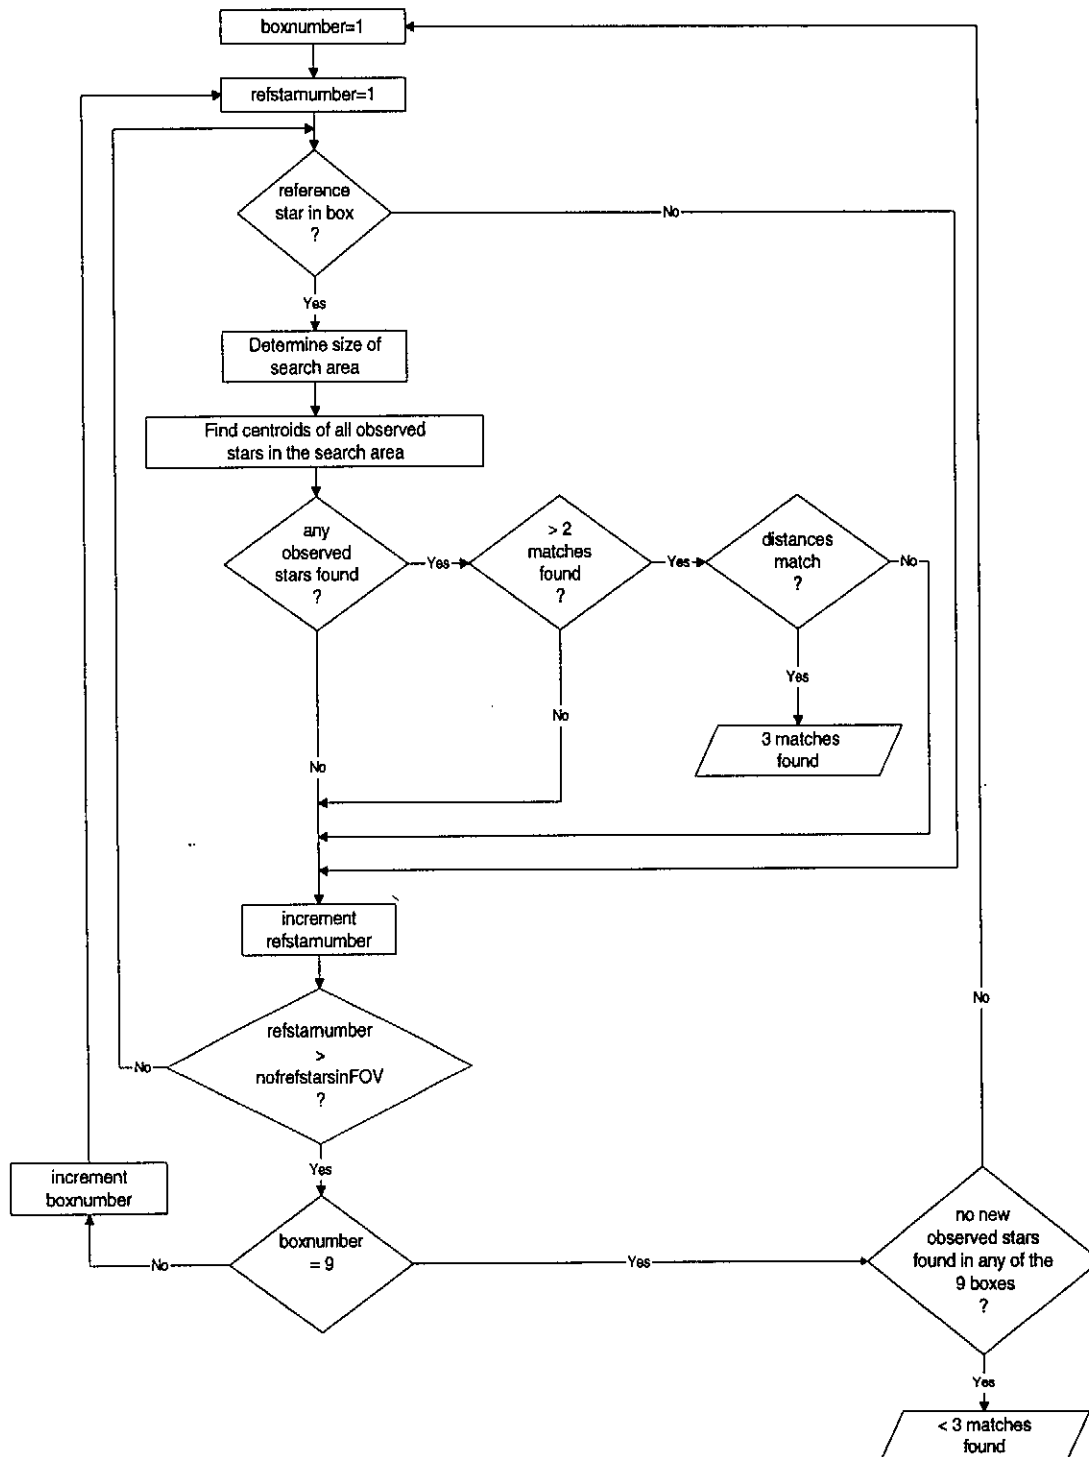 boxnumber=1
refstarnumber=1
reference
star in box
?
No
Yes
Determine size of
search area
Find centroids of all observed
stars in the search area
any
observed
stars found
?
Yes
> 2
matches
found
?
Yes
distances
match
?
No
Yes
No
3 matches
found
No
increment
refstarnumber
No
refstarnumber
>
nofrefstarsinFOV
?
No
Yes
increment
boxnumber
boxnumber
= 9
No
Yes
no new
observed stars
found in any of the
9 boxes
?
Yes
< 3 matches
found